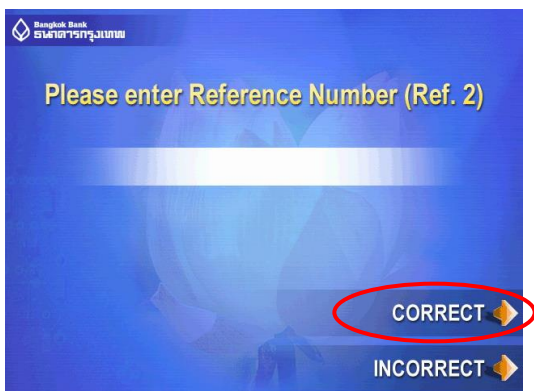 Bangkok Bank
ธนาคารกรุงเทพ
Please enter Reference Number (Ref. 2)
CORRECT
INCORRECT